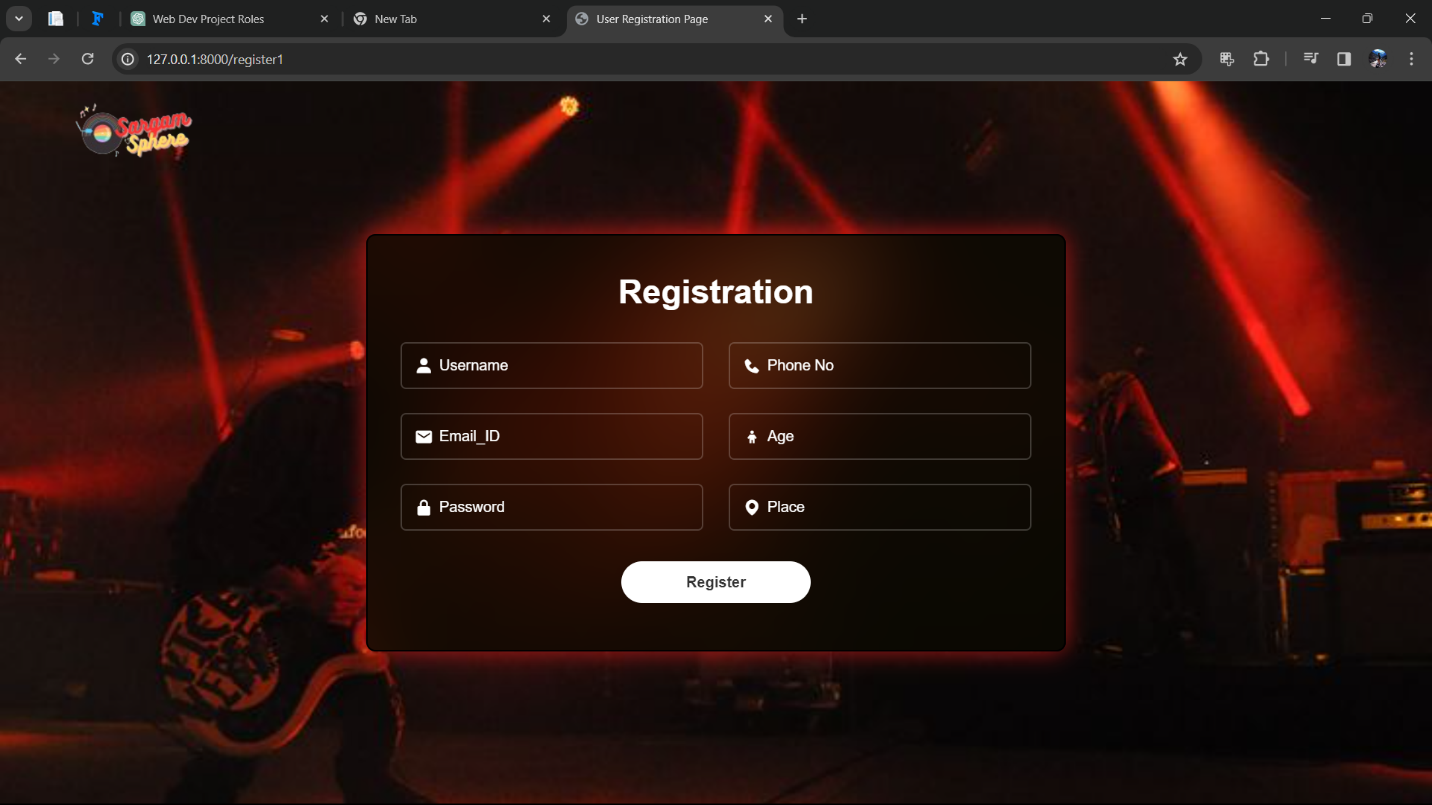 Web Dev Project Roles
New Tab
User Registration Page
127.0.0.1:8000/register1
Sargam
Sphere
Registration
Username
Phone No
Email_ID
Age
Password
Place
Register